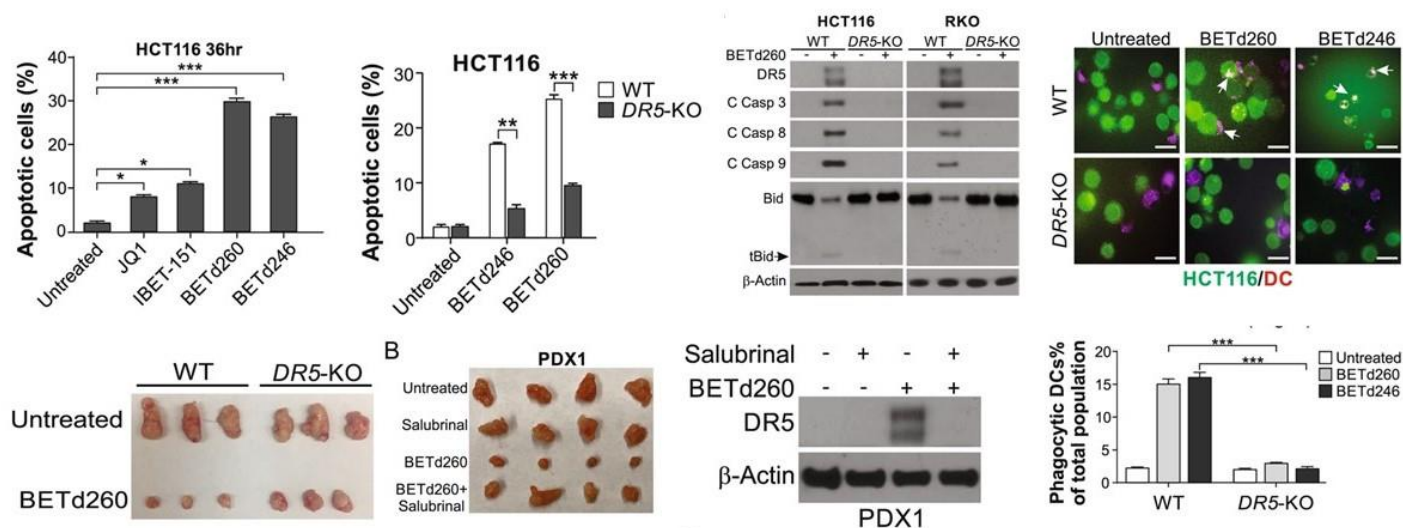 HCT116 36hr
Apoptotic cells (%)
40
30
20
10
0
***
***
*
*
Untreated
JQ1
IBET-151
BETd260
BETd246
HCT116
Apoptotic cells (%)
30
20
10
0
WT
DR5-KO
**
***
Untreated
BETd246
BETd260
HCT116 RKO
WT DR5-KO WT DR5-KO
BETd260 - + - + - + - +
DR5
C Casp 3
C Casp 8
C Casp 9
Bid
tBid
β-Actin
Untreated BETd260 BETd246
WT
DR5-KO
HCT116/DC
WT DR5-KO
Untreated
BETd260
B
PDX1
Untreated
Salubrinal
BETd260
BETd260+
Salubrinal
Salubrinal - + - +
BETd260 - - + +
DR5
β-Actin
PDX1
Phagocytic DCs%
of total population
20
15
10
5
0
***
***
Untreated
BETd260
BETd246
WT DR5-KO